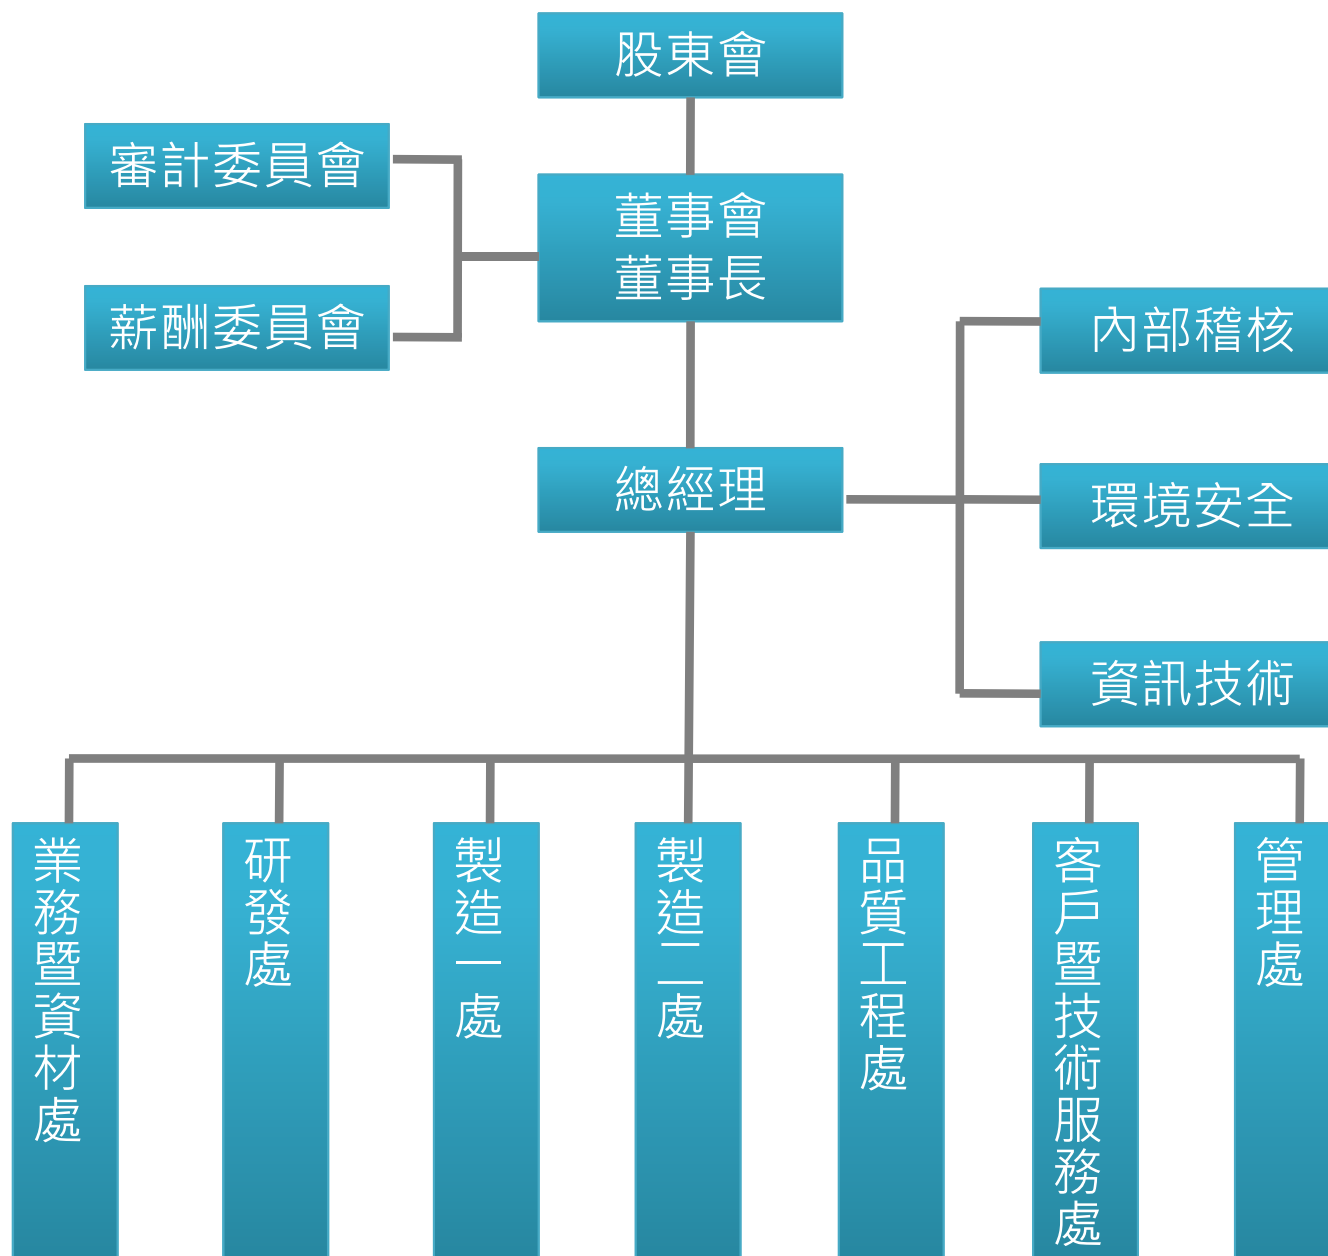 股東會
審計委員會
董事會
董事長
薪酬委員會
內部稽核
總經理
環境安全
資訊技術
業務暨資材處
研發處
製造一處
製造二處
品質工程處
客戶暨技術服務處
管理處